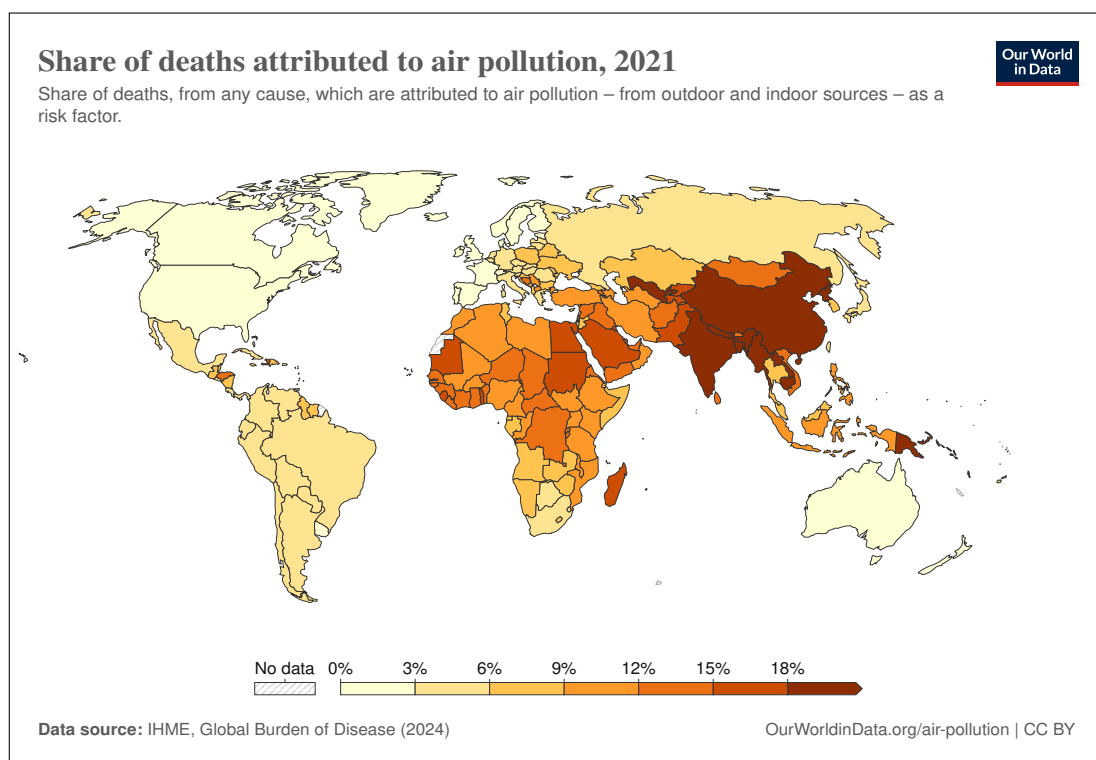 Share of deaths attributed to air pollution, 2021
Our World
in Data
Share of deaths, from any cause, which are attributed to air pollution – from outdoor and indoor sources – as a
risk factor.
No data 0% 3% 6% 9% 12% 15% 18%
Data source: IHME, Global Burden of Disease (2024)
OurWorldinData.org/air-pollution | CC BY